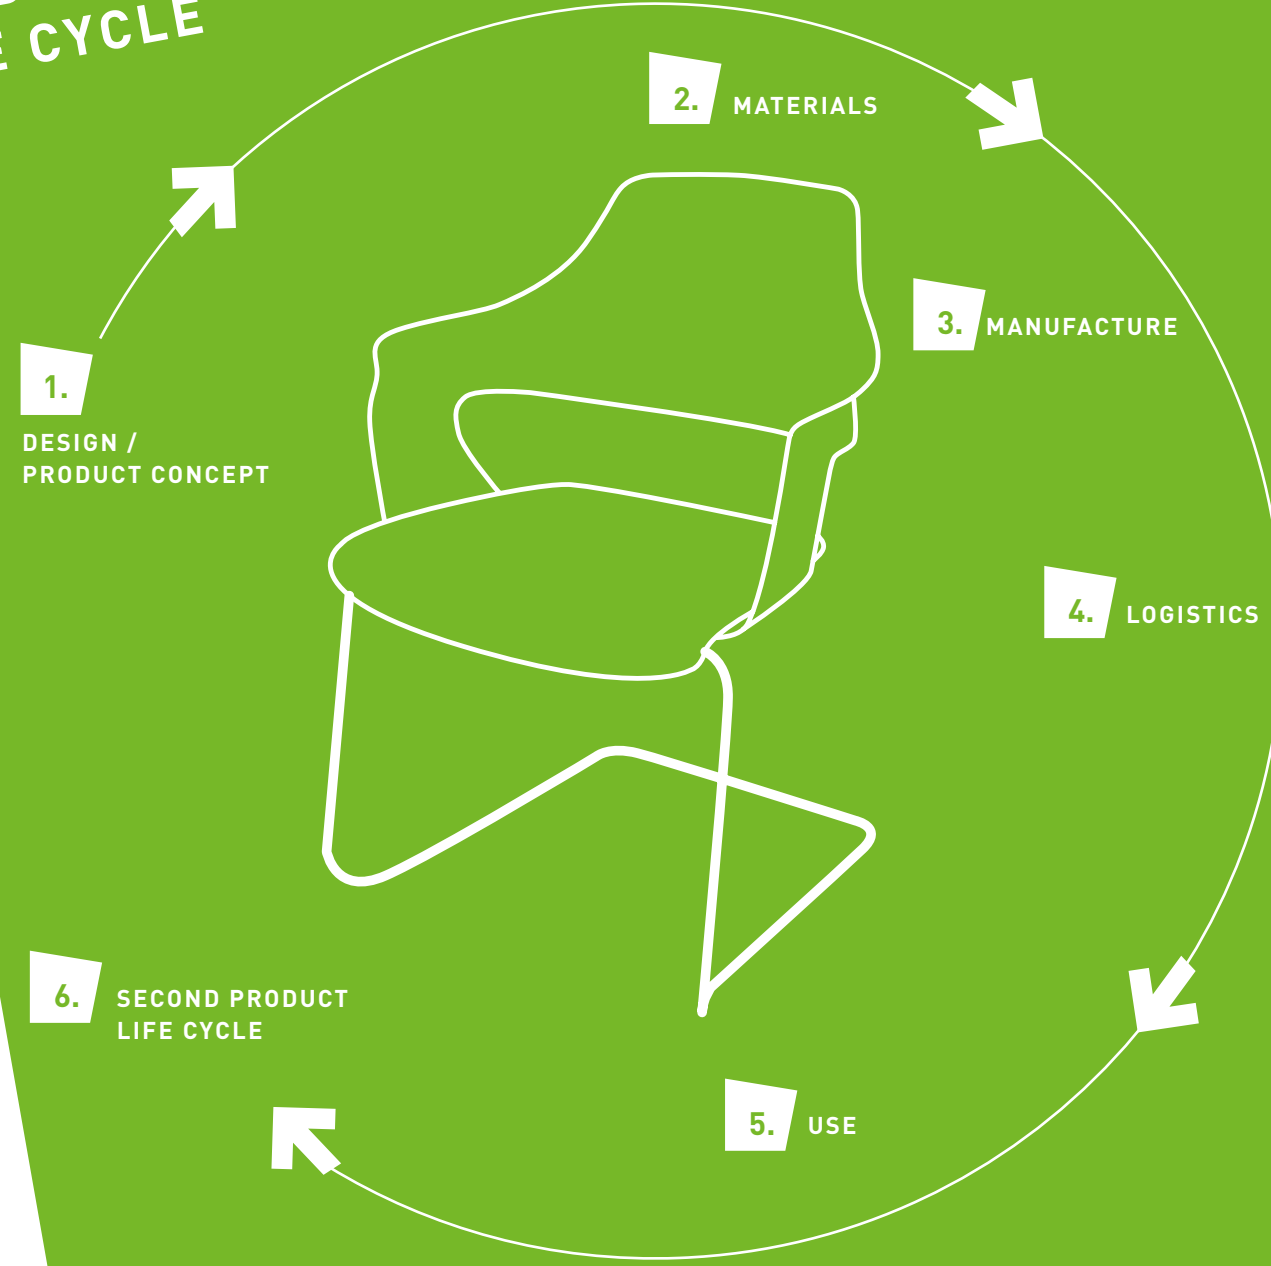 CYCLE
2. MATERIALS
3. MANUFACTURE
1.
DESIGN /
PRODUCT CONCEPT
4. LOGISTICS
6. SECOND PRODUCT
LIFE CYCLE
5. USE